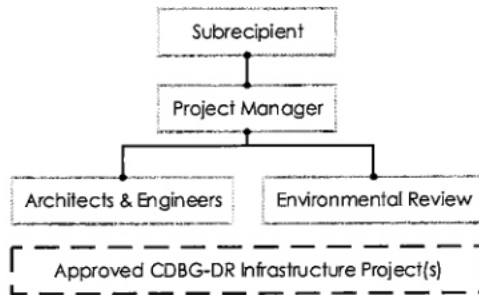 Subrecipient
Project Manager
Architects & Engineers
Environmental Review
Approved CDBG-DR Infrastructure Project(s)